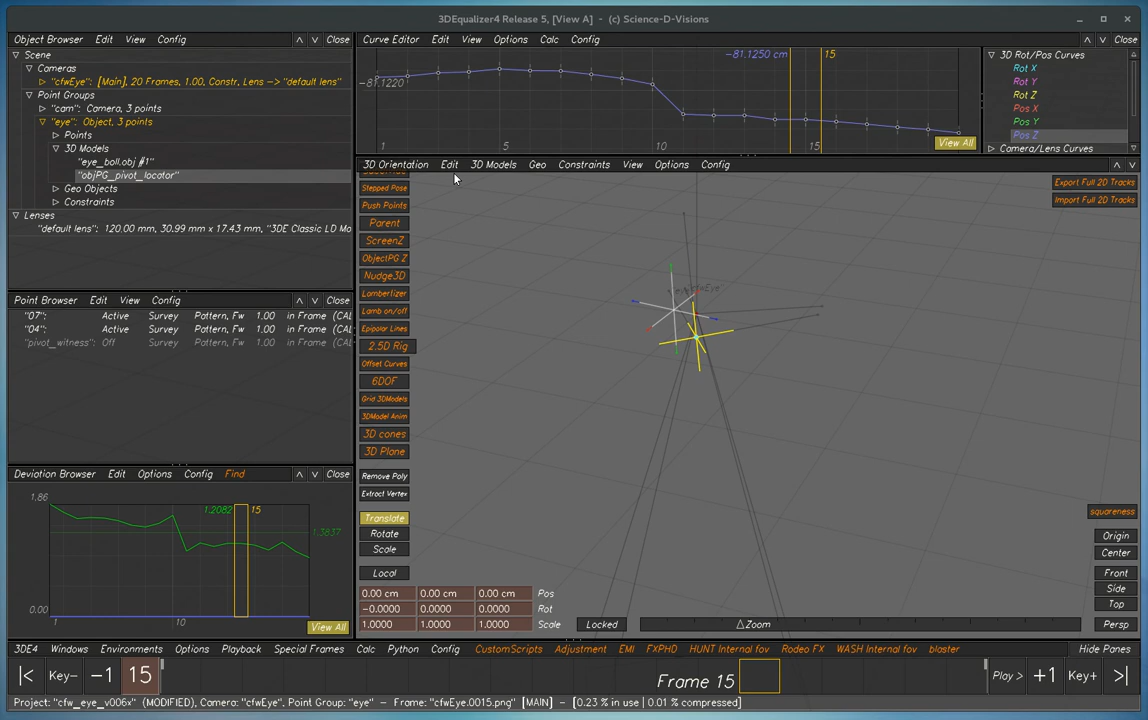 3DEqualizer4 Release 5, [View A]  -  (c) Science-D-Visions
Object Browser Edit View Config Close
Scene
Cameras
"cfwEye": [Main], 20 Frames, 1.00, Constr, Lens -> "default lens"
Point Groups
"cam": Camera, 3 points
"eye": Object, 3 points
Points
3D Models
"eye_boll.obj #1"
"objPG_pivot_locator"
Geo Objects
Constraints
Lenses
"default lens": 120.00 mm, 30.99 mm x 17.43 mm, "3DE Classic LD Mo
Curve Editor Edit View Options Calc Config Close
-81.1250 cm 15
-81.1220
1 5 10 15
View All
3D Rot/Pos Curves
Rot X
Rot Y
Rot Z
Pos X
Pos Y
Pos Z
Camera/Lens Curves
3D Orientation Edit 3D Models Geo Constraints View Options Config
Stepped Pose
Push Points
Parent
ScreenZ
ObjectPG Z
Nudge3D
Lambertizer
Lamb on/off
Epipolar Lines
2.5D Rig
Offset Curves
6DOF
Grid 3DModels
3DModel Anim
3D cones
3D Plane
Remove Poly
Extract Vertex
Translate
Rotate
Scale
Local
0.00 cm 0.00 cm 0.00 cm Pos
-0.0000 0.0000 0.0000 Rot
1.0000 1.0000 1.0000 Scale
Locked
Zoom
Export Full 2D Tracks
Import Full 2D Tracks
squareness
Origin
Center
Front
Side
Top
Persp
Point Browser Edit View Config Close
"07": Active Survey Pattern, Fw 1.00 in Frame (CAL
"04": Active Survey Pattern, Fw 1.00 in Frame (CAL
"pivot_witness": Off Survey Pattern, Fw 1.00 in Frame (CAL
Deviation Browser Edit Options Config Find Close
1.86
1.2082 15
1.3837
0.00
1 10
View All
3DE4 Windows Environments Options Playback Special Frames Calc Python Config CustomScripts Adjustment EMI FXPHD HUNT Internal fov Rodeo FX WASH Internal fov blaster Hide Panes
Key- -1 15 Frame 15 Play > +1 Key+
Project: "cfw_eye_v006x" (MODIFIED), Camera: "cfwEye", Point Group: "eye" - Frame: "cfwEye.0015.png" [MAIN] - [0.23 % in use | 0.01 % compressed]